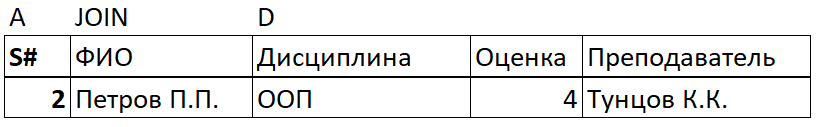 A JOIN D
S# ФИО Дисциплина Оценка Преподаватель
2 Петров П.П. ООП 4 Тунцов К.К.